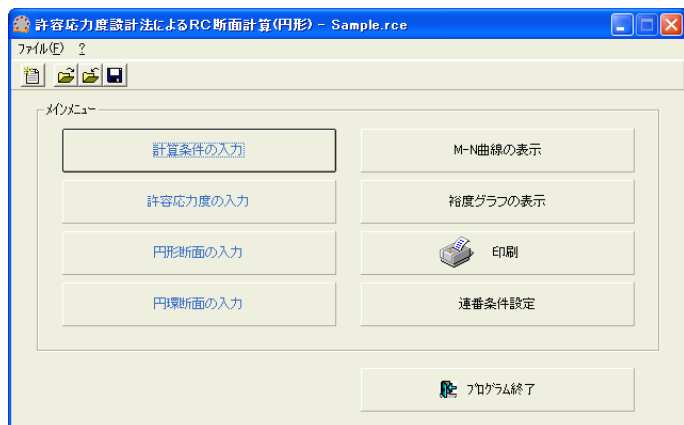 許容応力度設計法によるRC断面計算(円形) - Sample.rce
ファイル(F) ?
メインメニュー
計算条件の入力
M-N曲線の表示
許容応力度の入力
裕度グラフの表示
円形断面の入力
印刷
円環断面の入力
連番条件設定
プログラム終了